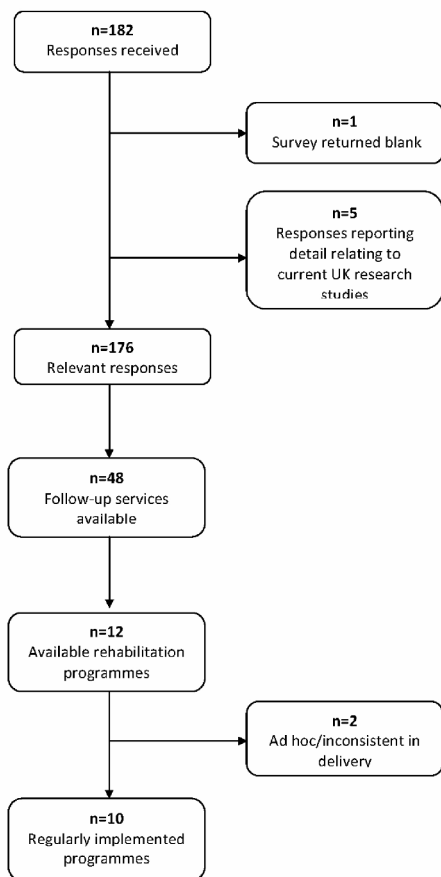 n=182
Responses received
n=1
Survey returned blank
n=5
Responses reporting
detail relating to
current UK research
studies
n=176
Relevant responses
n=48
Follow-up services
available
n=12
Available rehabilitation
programmes
n=2
Ad hoc/inconsistent in
delivery
n=10
Regularly implemented
programmes